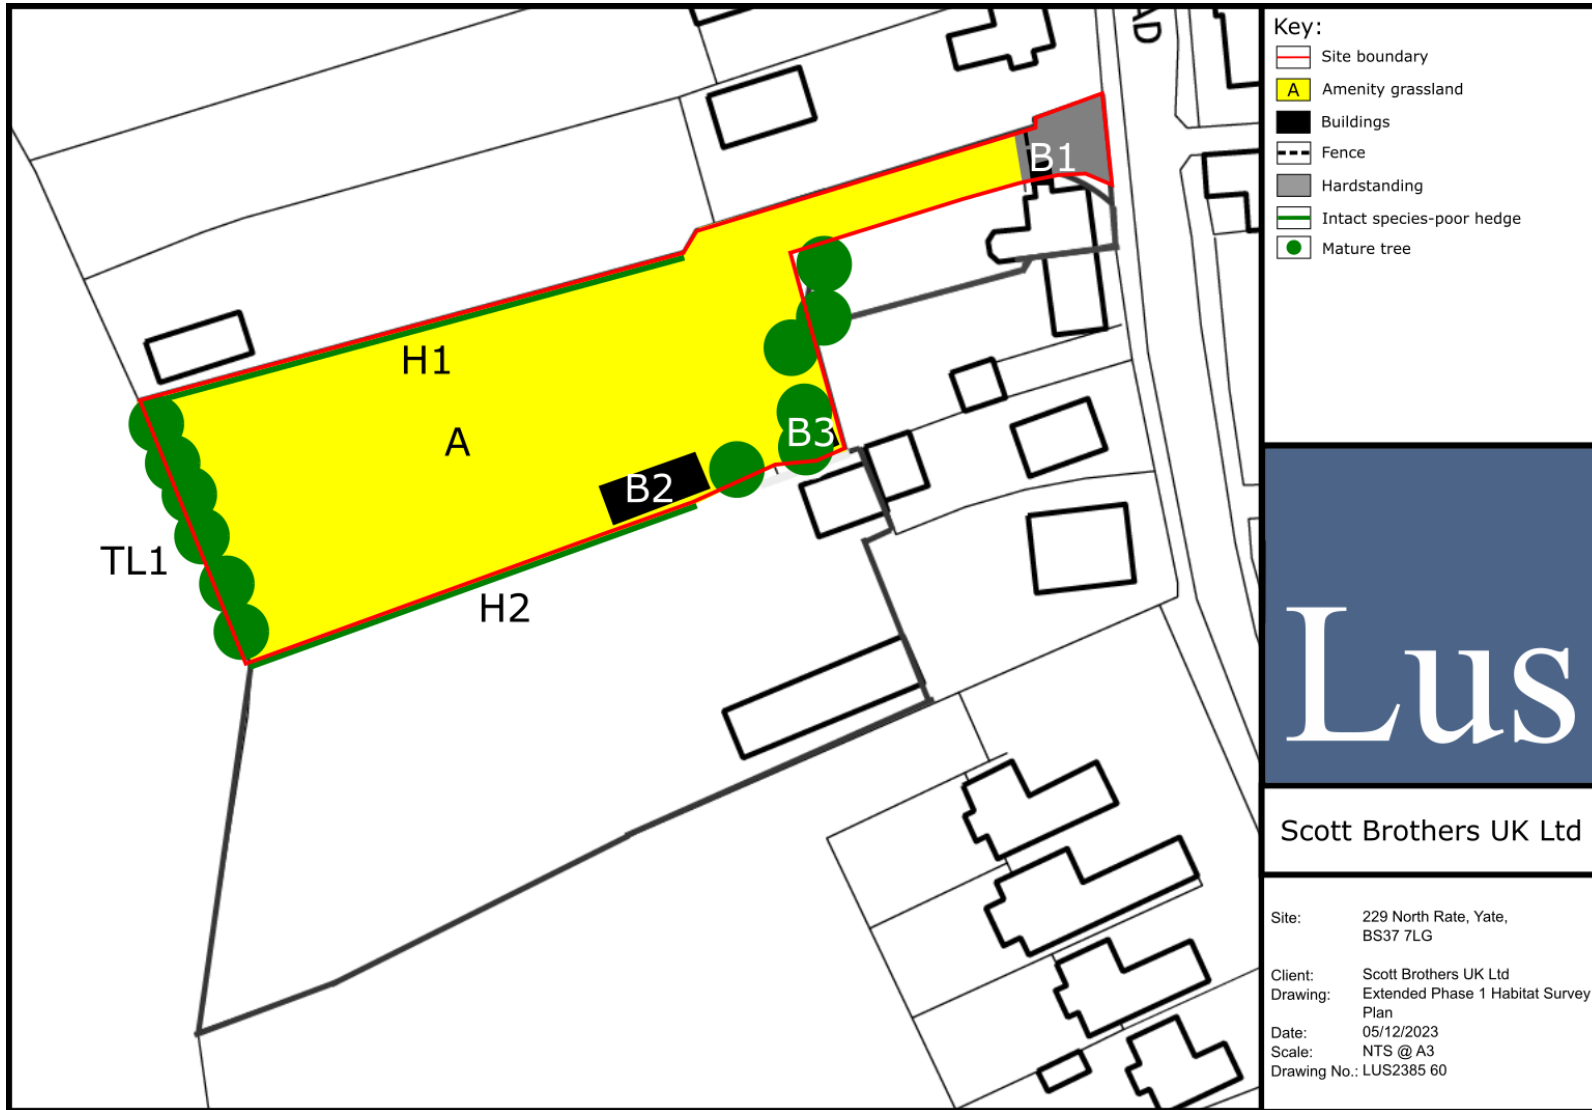 AD
B1
H1
A
B3
B2
TL1
H2
Key:
Site boundary
A Amenity grassland
Buildings
Fence
Hardstanding
Intact species-poor hedge
Mature tree
Lus
Scott Brothers UK Ltd
Site: 229 North Rate, Yate,
BS37 7LG
Client: Scott Brothers UK Ltd
Drawing: Extended Phase 1 Habitat Survey
Plan
Date: 05/12/2023
Scale: NTS @ A3
Drawing No.: LUS2385 60